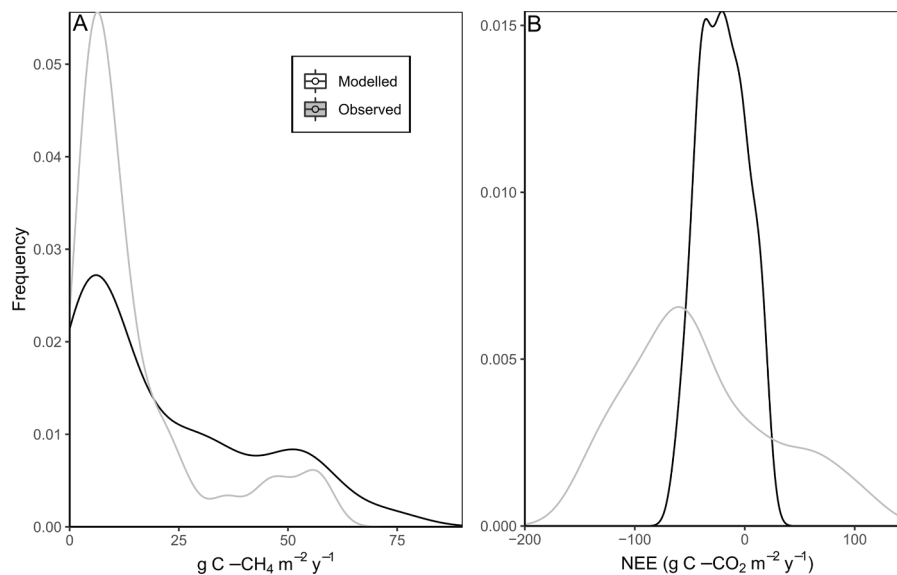 A
B
Modelled
Observed
Frequency
0.05
0.04
0.03
0.02
0.01
0.00
0 25 50 75
g C −CH₄ m⁻² y⁻¹
0.015
0.010
0.005
0.000
−200 −100 0 100
NEE (g C −CO₂ m⁻² y⁻¹)